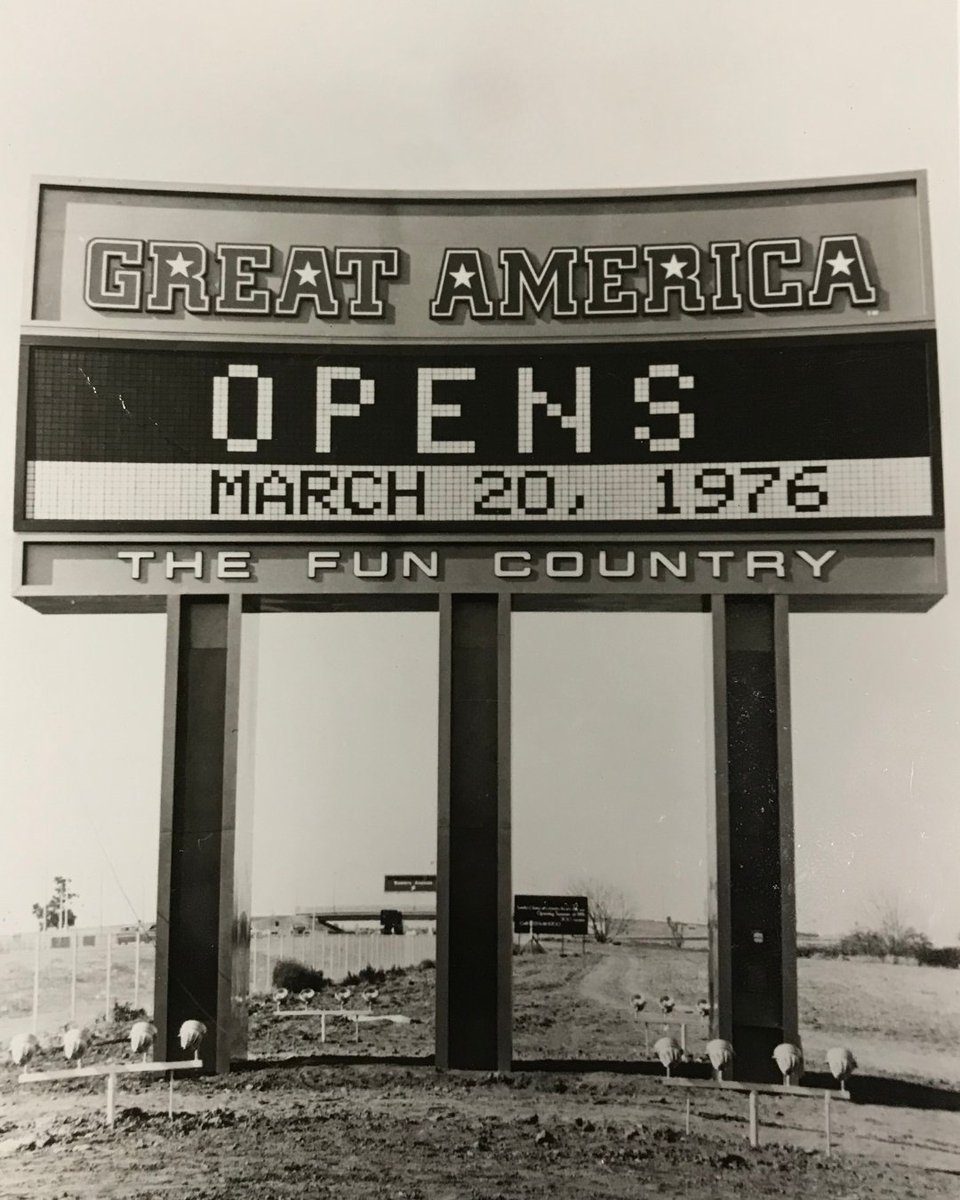 GREAT AMERICA
OPENS
MARCH 20, 1976
THE FUN COUNTRY